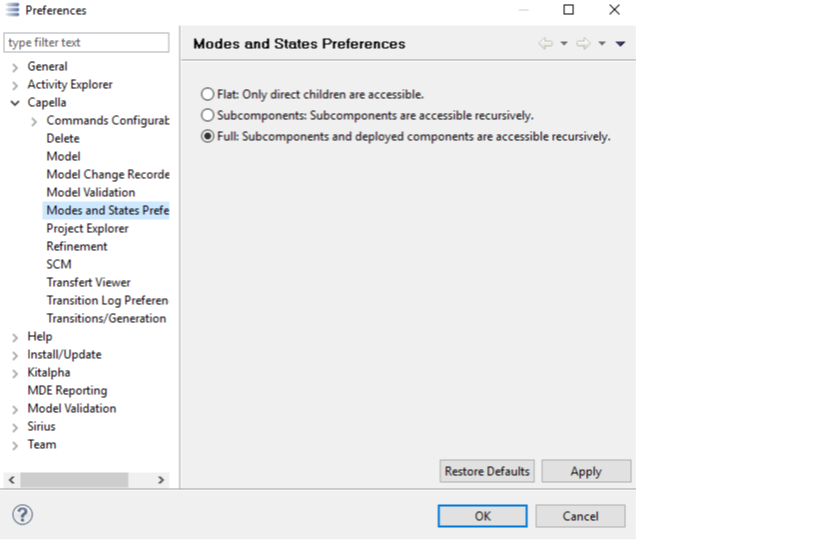 Preferences
type filter text
Modes and States Preferences
General
Activity Explorer
Capella
Commands Configurat
Delete
Model
Model Change Recorde
Model Validation
Modes and States Prefe
Project Explorer
Refinement
SCM
Transfert Viewer
Transition Log Preferen
Transitions/Generation
Help
Install/Update
Kitalpha
MDE Reporting
Model Validation
Sirius
Team
Flat: Only direct children are accessible.
Subcomponents: Subcomponents are accessible recursively.
Full: Subcomponents and deployed components are accessible recursively.
Restore Defaults
Apply
?
OK
Cancel